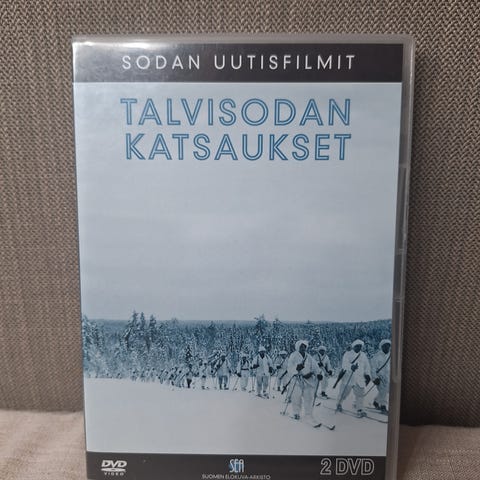 SODAN UUTISFILMIT
TALVISODAN
KATSAUKSET
DVD
VIDEO
SEA
SUOMEN ELOKUVA-ARKISTO
2 DVD